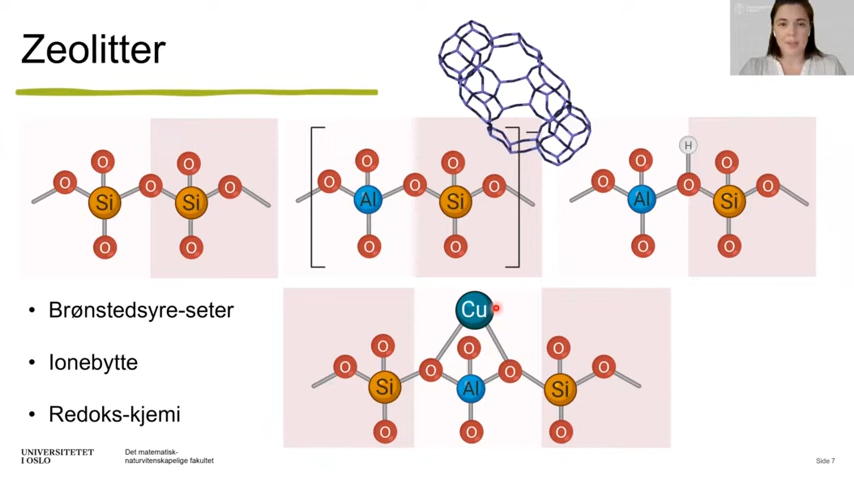 Zeolitter
O O O O O
Si Si
O O
O O O O O
Al Si
O O
H
O O O O O
Al Si
O O
Cu
O O O
O O O O
Si Al Si
O O O
• Brønstedsyre-seter
• Ionebytte
• Redoks-kjemi
UNIVERSITETET
I OSLO
Det matematisk-
naturvitenskapelige fakultet
Side 7